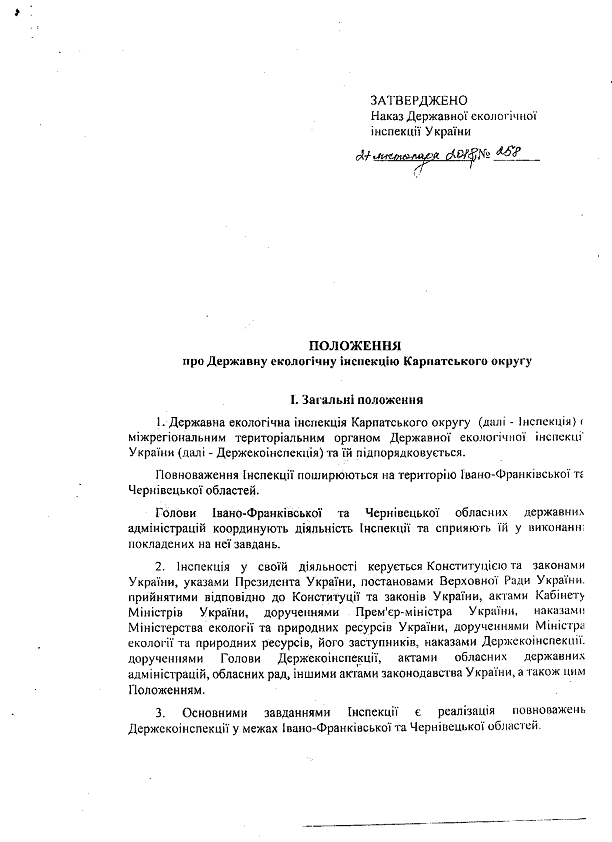 ЗАТВЕРДЖЕНО
Наказ Державної екологічної
інспекції України
21 листопада 2018 № 258
ПОЛОЖЕННЯ
про Державну екологічну інспекцію Карпатського округу
І. Загальні положення
1. Державна екологічна інспекція Карпатського округу (далі - Інспекція) є
міжрегіональним територіальним органом Державної екологічної інспекції
України (далі - Держекоінспекція) та їй підпорядковується.
Повноваження Інспекції поширюються на територію Івано-Франківської та
Чернівецької областей.
Голови Івано-Франківської та Чернівецької обласних державних
адміністрацій координують діяльність Інспекції та сприяють їй у виконанні
покладених на неї завдань.
2. Інспекція у своїй діяльності керується Конституцією та законами
України, указами Президента України, постановами Верховної Ради України,
прийнятими відповідно до Конституції та законів України, актами Кабінету
Міністрів України, дорученнями Прем'єр-міністра України, наказами
Міністерства екології та природних ресурсів України, дорученнями Міністра
екології та природних ресурсів, його заступників, наказами Держекоінспекції,
дорученнями Голови Держекоінспекції, актами обласних державних
адміністрацій, обласних рад, іншими актами законодавства України, а також цим
Положенням.
3. Основними завданнями Інспекції є реалізація повноважень
Держекоінспекції у межах Івано-Франківської та Чернівецької областей.